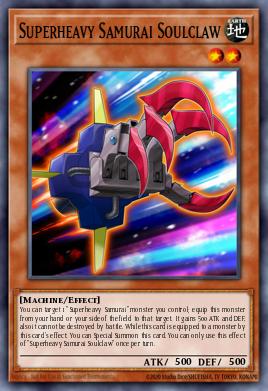 SUPERHEAVY SAMURAI SOULCLAW
EARTH
地
[MACHINE/EFFECT]
You can target 1 "Superheavy Samurai" monster you control; equip this monster
from your hand or your side of the field to that target. It gains 500 ATK and DEF,
also it cannot be destroyed by battle. While this card is equipped to a monster by
this card's effect: You can Special Summon this card. You can only use this effect
of "Superheavy Samurai Soulclaw" once per turn.
ATK/ 500 DEF/ 500
©2020 Studio Dice/SHUEISHA, TV TOKYO, KONAMI